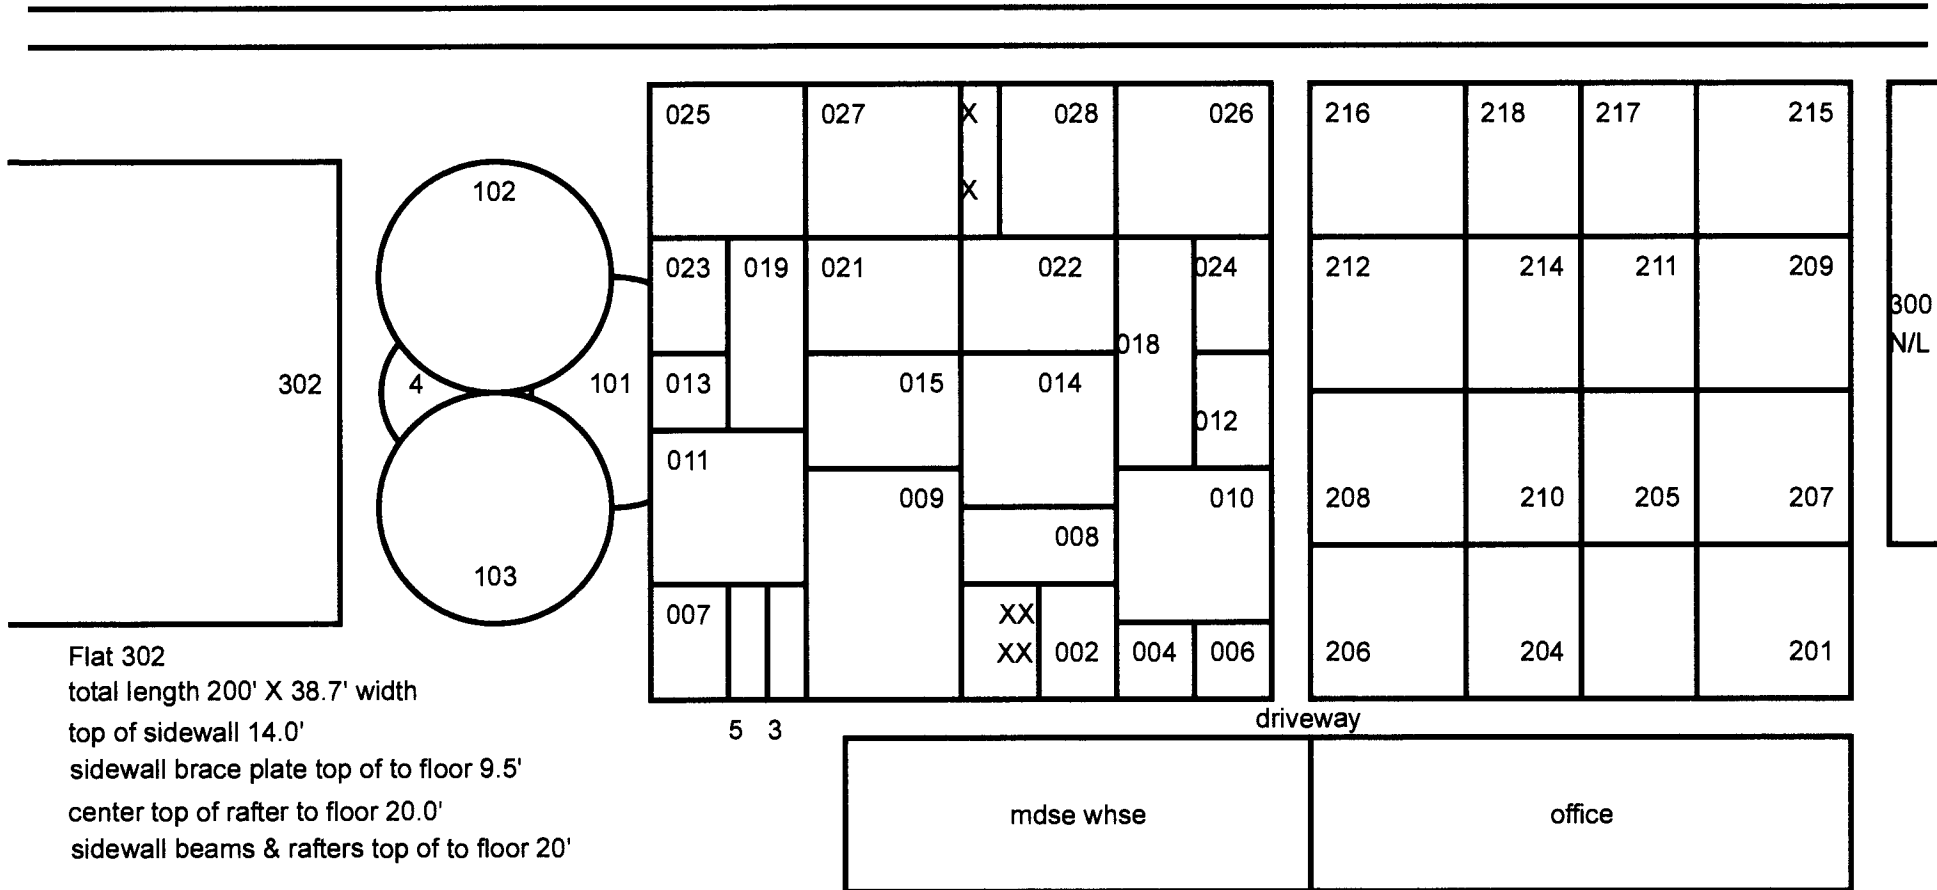 025 027 X 028 026 216 218 217 215
102 X
023 019 021 022 024 212 214 211 209
300
018 N/L
302 4 101 013 015 014
012
011 009 010 208 210 205 207
008
103
007 XX
XX 002 004 006 206 204 201
Flat 302
total length 200' X 38.7' width
driveway
top of sidewall 14.0' 5 3
sidewall brace plate top of to floor 9.5'
center top of rafter to floor 20.0' mdse whse office
sidewall beams & rafters top of to floor 20'